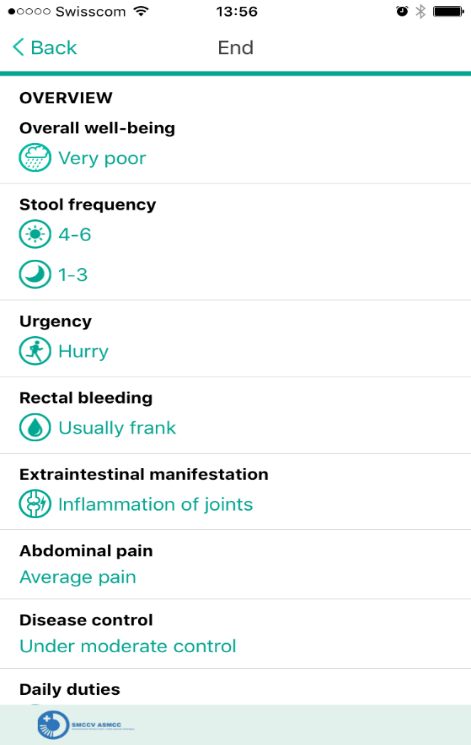 Swisscom
13:56
Back
End
OVERVIEW
Overall well-being
Very poor
Stool frequency
4-6
1-3
Urgency
Hurry
Rectal bleeding
Usually frank
Extraintestinal manifestation
Inflammation of joints
Abdominal pain
Average pain
Disease control
Under moderate control
Daily duties
SMCCV ASMCC